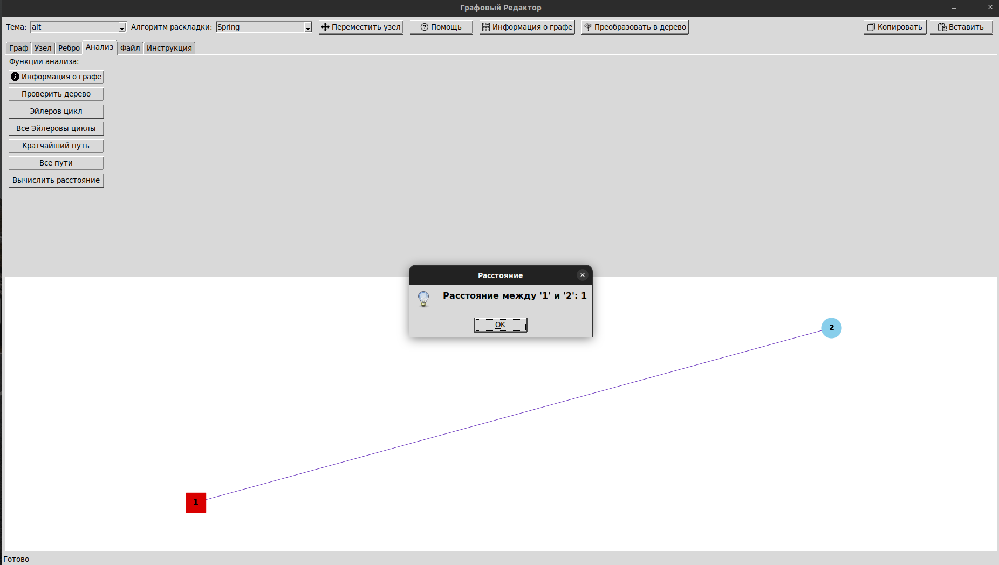 Графовый Редактор
Тема: alt Алгоритм раскладки: Spring Переместить узел Помощь Информация о графе Преобразовать в дерево Копировать Вставить
Граф Узел Ребро Анализ Файл Инструкция
Функции анализа:
Информация о графе
Проверить дерево
Эйлеров цикл
Все Эйлеровы циклы
Кратчайший путь
Все пути
Вычислить расстояние
Расстояние
Расстояние между '1' и '2': 1
OK
2
1
Готово